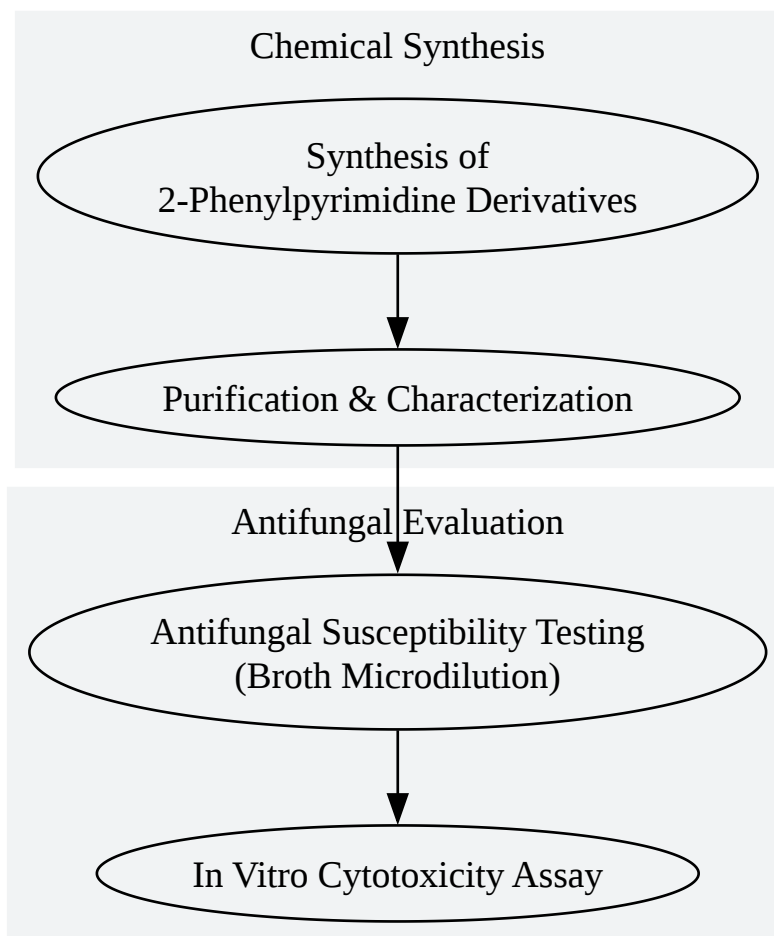 Chemical Synthesis
Synthesis of
2-Phenylpyrimidine Derivatives
Purification & Characterization
Antifungal Evaluation
Antifungal Susceptibility Testing
(Broth Microdilution)
In Vitro Cytotoxicity Assay